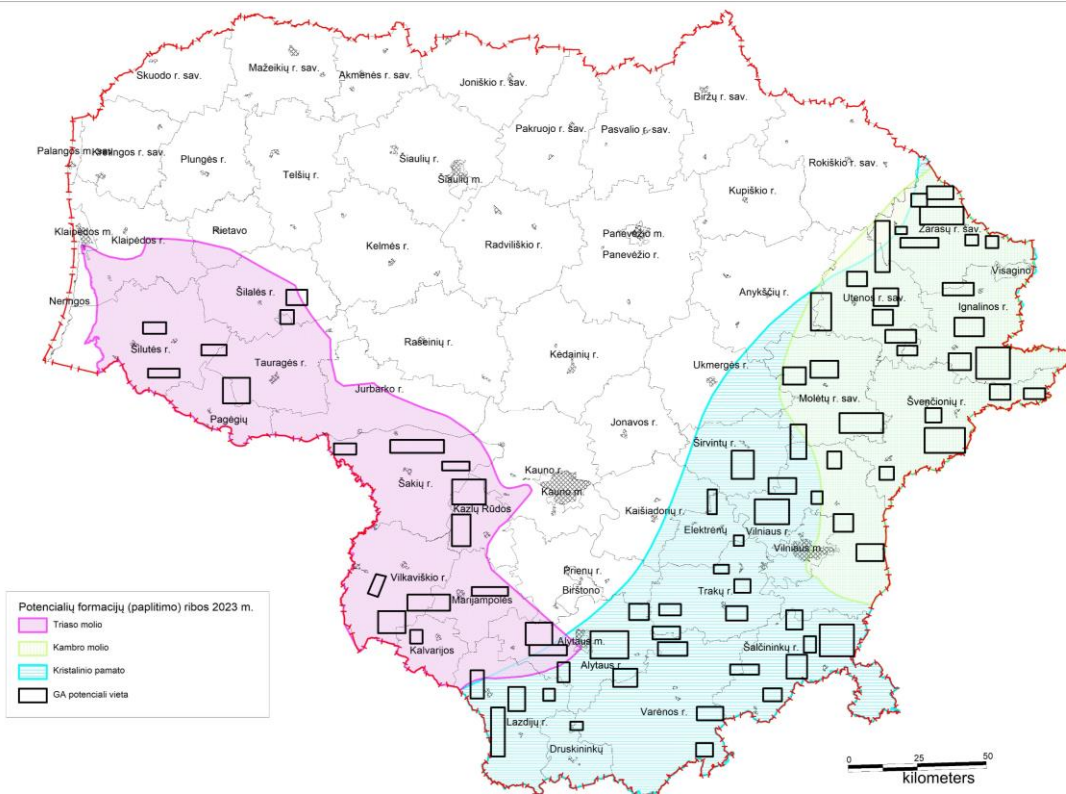 Skuodo r. sav.
Mažeikių r. sav.
Akmenės r. sav.
Joniškio r. sav.
Biržų r. sav.
Pakruojo r. sav.
Pasvalio r. sav.
Palangos m. sav.
Kretingos r. sav.
Plungės r.
Telšių r.
Šiaulių r.
Šiaulių m.
Rokiškio r. sav.
Kupiškio r.
Klaipėdos m.
Klaipėdos r.
Rietavo
Kelmės r.
Radviliškio r.
Panevėžio m.
Panevėžio r.
Zarasų r. sav.
Visagino
Neringos
Šilalės r.
Anykščių r.
Utenos r. sav.
Ignalinos r.
Šilutės r.
Tauragės r.
Raseinių r.
Kėdainių r.
Ukmergės r.
Jurbarko r.
Molėtų r. sav.
Švenčionių r.
Pagėgių
Jonavos r.
Širvintų r.
Šakių r.
Kauno r.
Kauno m.
Kazlų Rūdos
Kaišiadorių r.
Elektrėnų
Vilniaus r.
Vilniaus m.
Vilkaviškio r.
Marijampolės
Prienų r.
Birštono
Trakų r.
Kalvarijos
Alytaus m.
Alytaus r.
Šalčininkų r.
Lazdijų r.
Varėnos r.
Druskininkų
Potencialių formacijų (paplitimo) ribos 2023 m.
Triaso molio
Kambro molio
Kristalinio pamato
GA potenciali vieta
0 25 50
kilometers